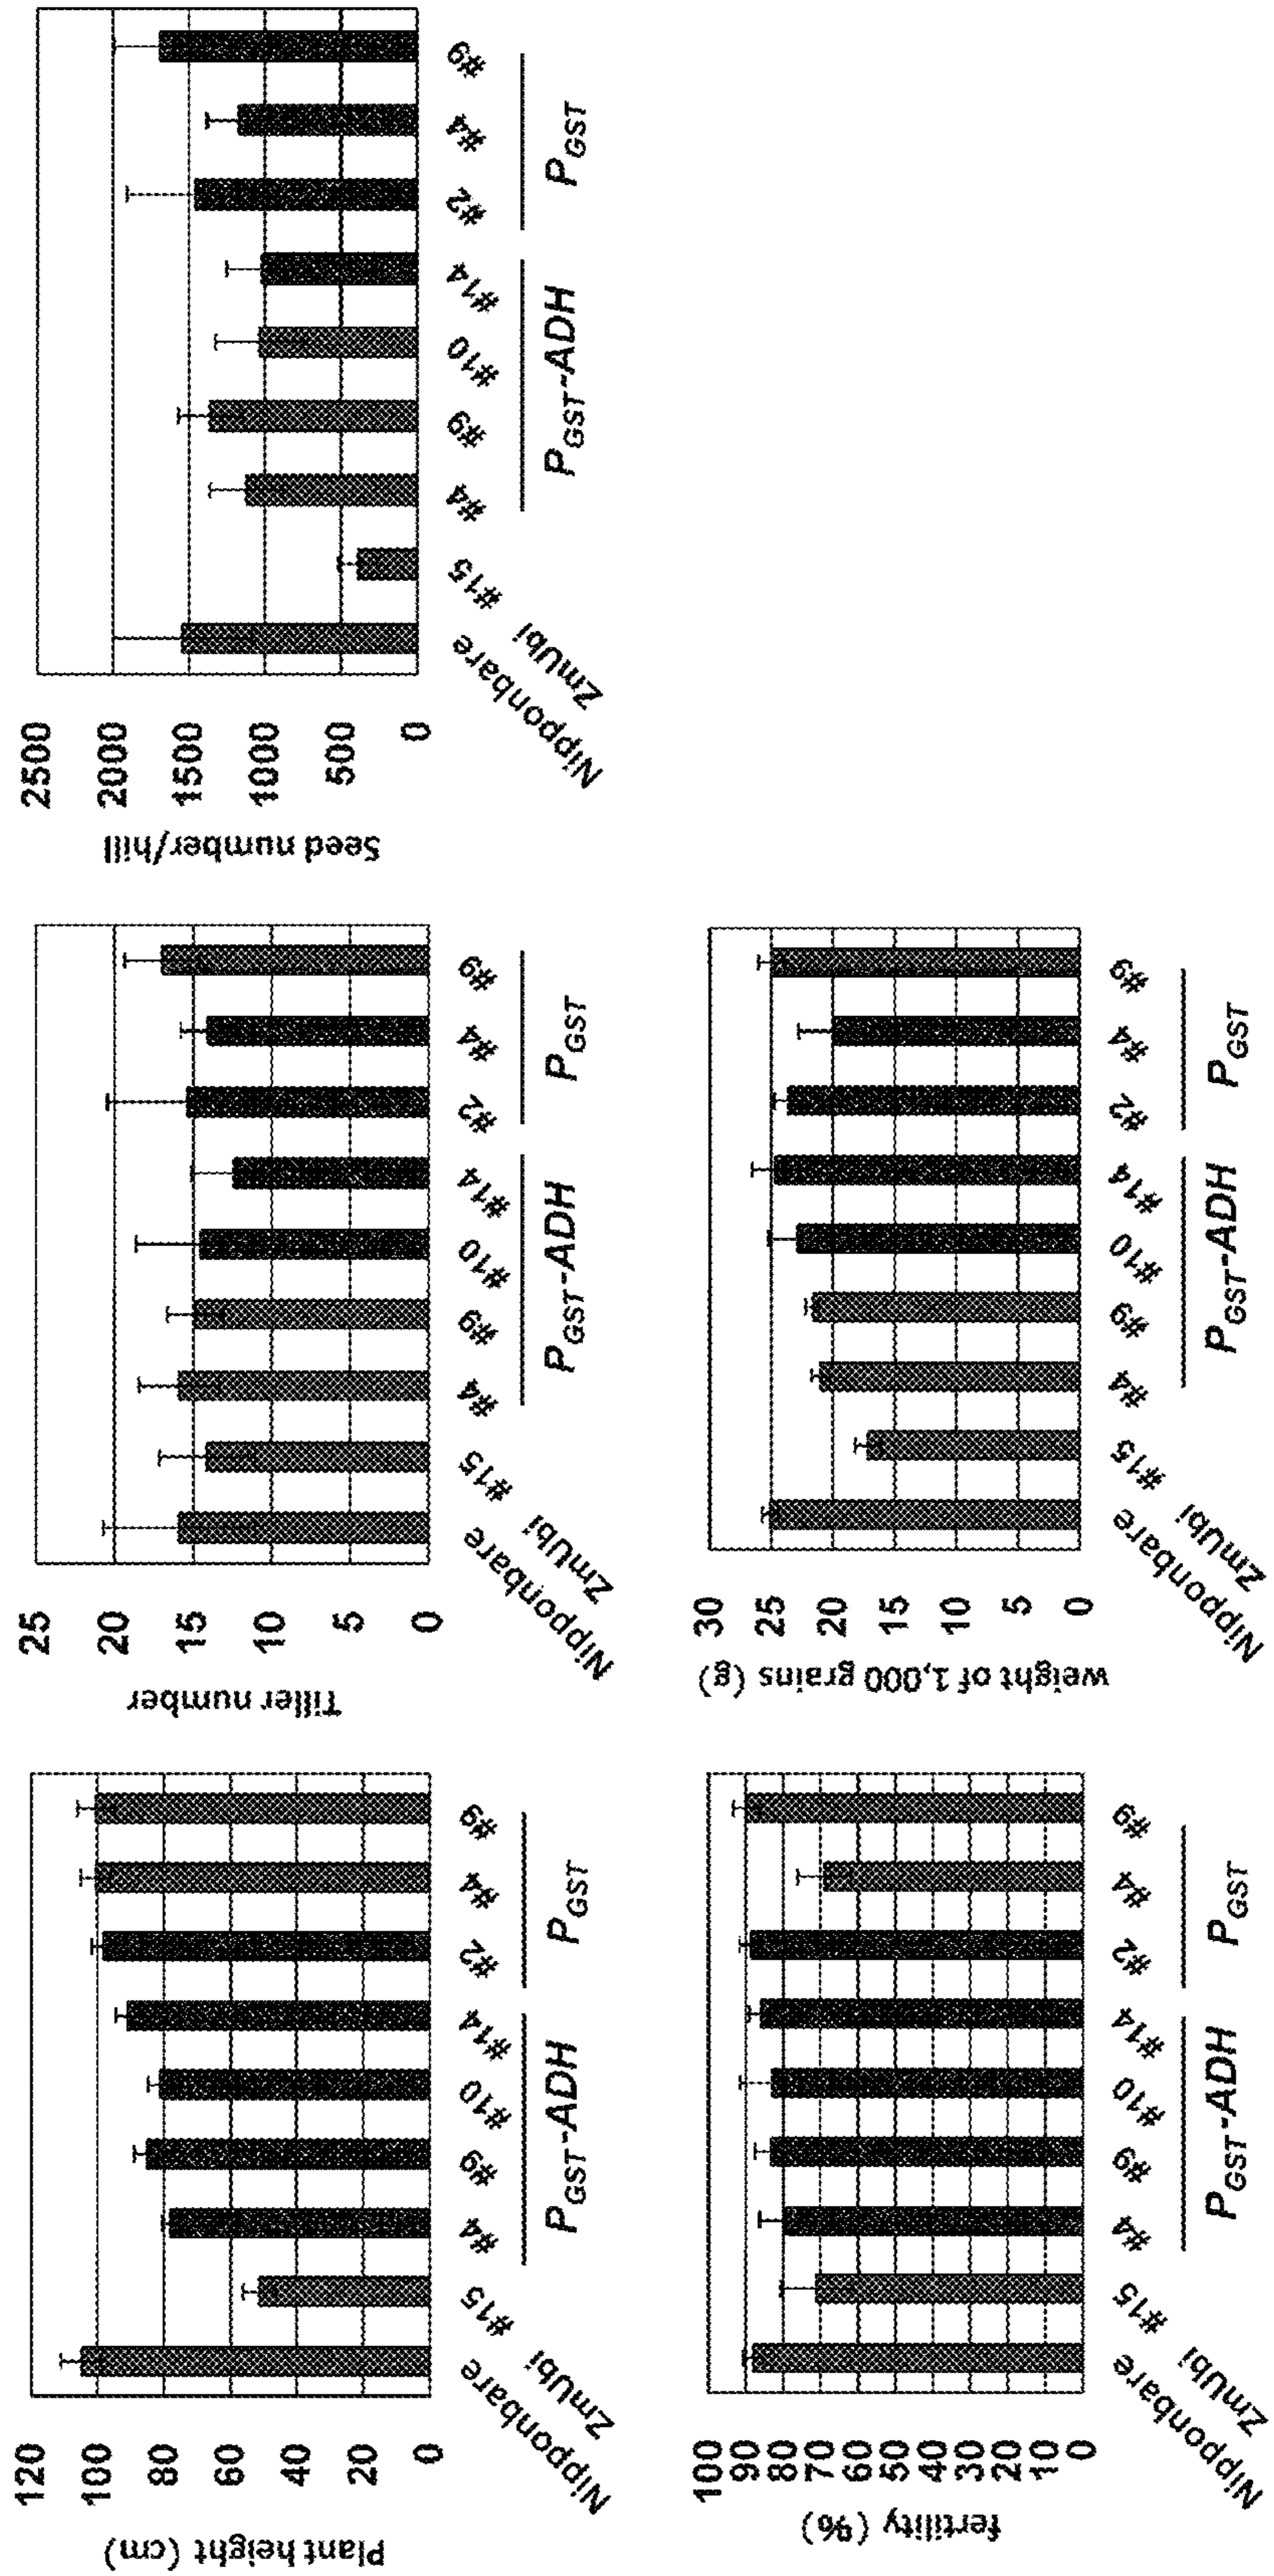 Plant height (cm)
120
100
80
60
40
20
0
Nipponbare
ZmUbi #15
#4
#9
#10
#14
#2
#4
#9
PGST-ADH
PGST
Tiller number
25
20
15
10
5
0
Nipponbare
ZmUbi #15
#4
#9
#10
#14
#2
#4
#9
PGST-ADH
PGST
Seed number/hill
2500
2000
1500
1000
500
0
Nipponbare
ZmUbi #15
#4
#9
#10
#14
#2
#4
#9
PGST-ADH
PGST
fertility (%)
100
90
80
70
60
50
40
30
20
10
0
Nipponbare
ZmUbi #15
#4
#9
#10
#14
#2
#4
#9
PGST-ADH
PGST
weight of 1,000 grains (g)
30
25
20
15
10
5
0
Nipponbare
ZmUbi #15
#4
#9
#10
#14
#2
#4
#9
PGST-ADH
PGST